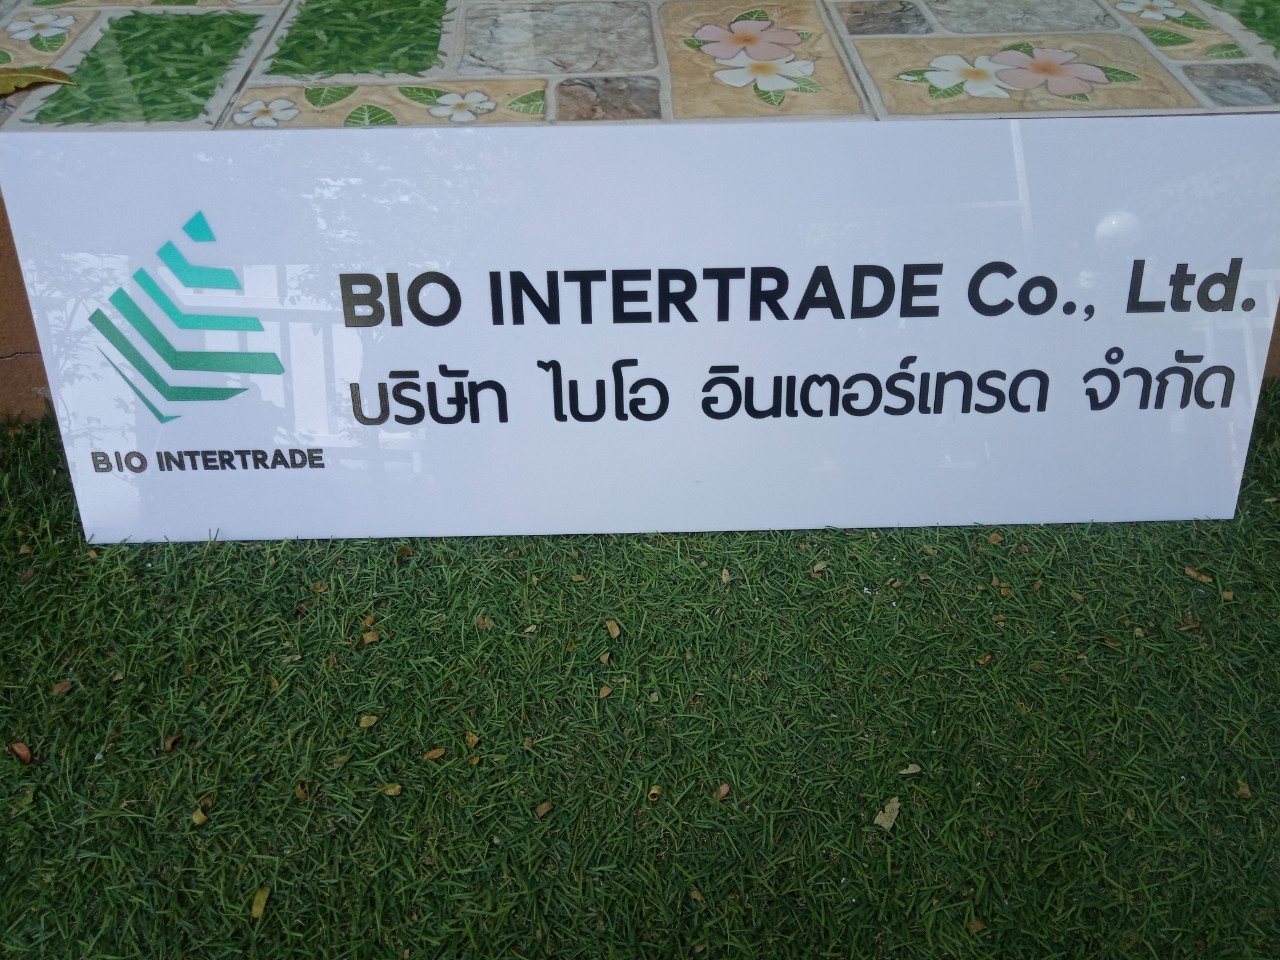 BIO INTERTRADE Co., Ltd.
บริษัท ไบโอ อินเตอร์เทรด จำกัด
BIO INTERTRADE